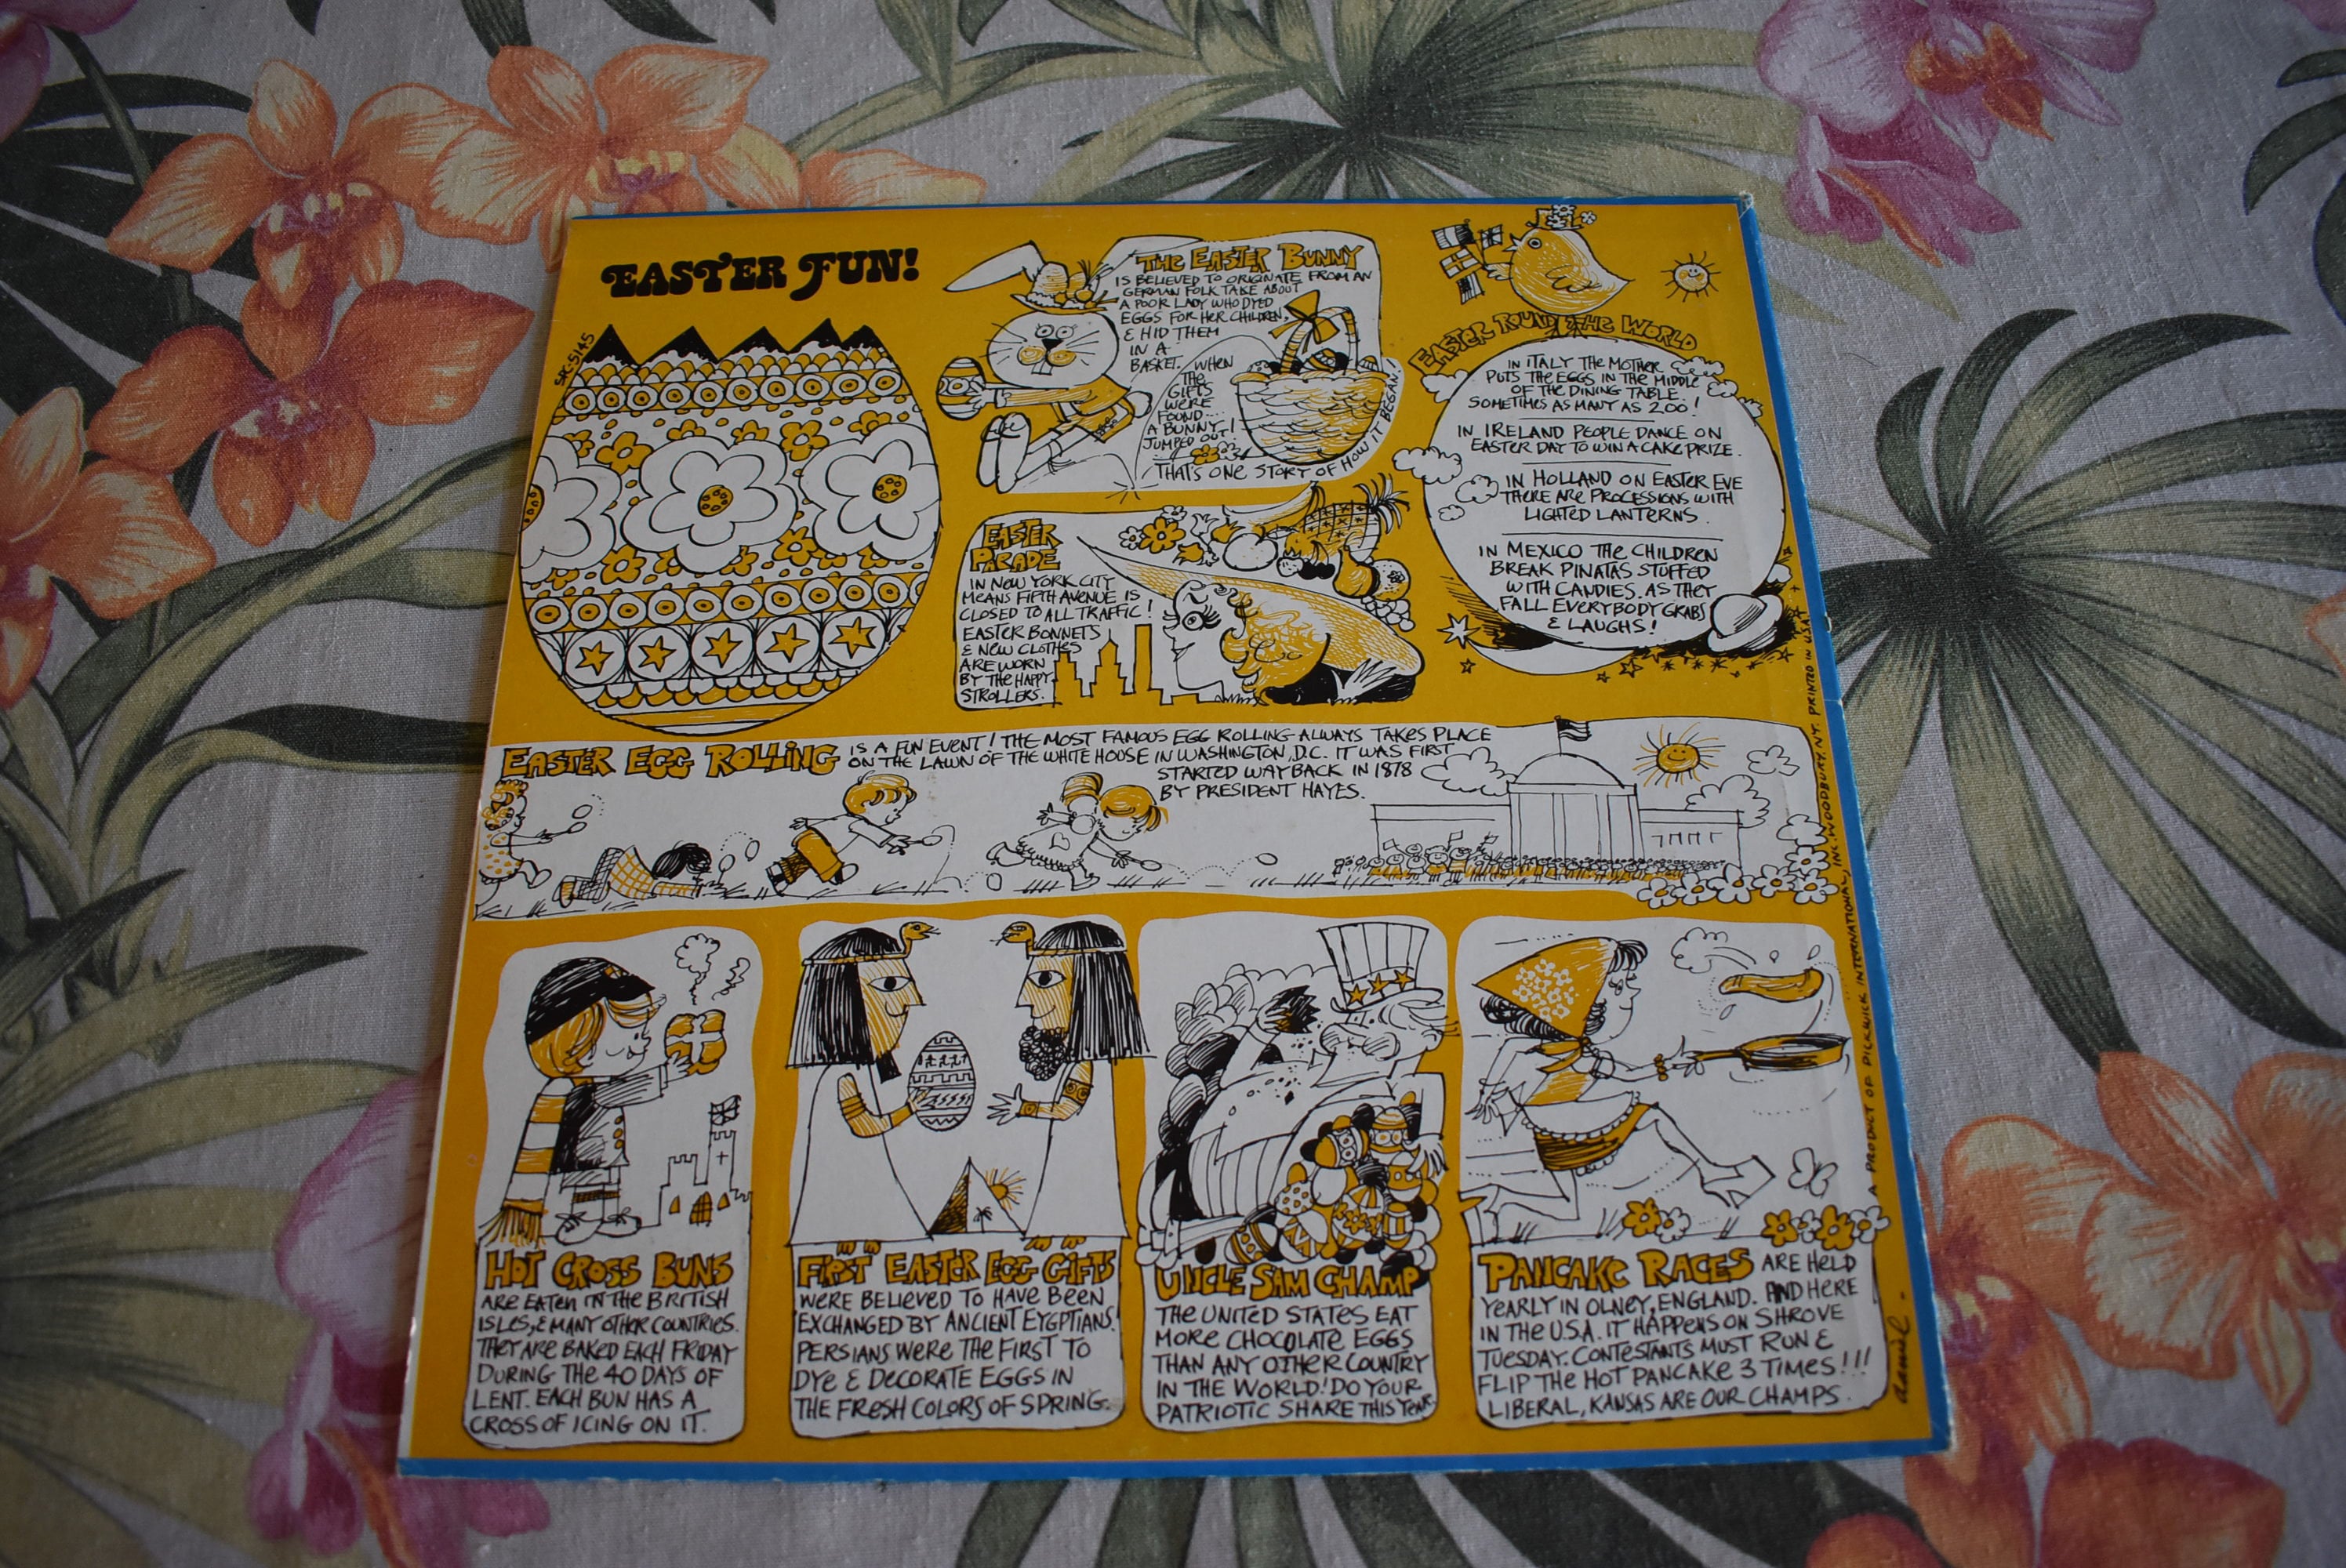 EASTER FUN!
SPC-5145
THE EASTER BUNNY
IS BELIEVED TO ORIGINATE FROM AN
GERMAN FOLK TAKE ABOUT
A POOR LADY WHO DYED
EGGS FOR HER CHILDREN,
& HID THEM
IN A
BASKET. WHEN
THE
GIFTS
WERE
FOUND...
A BUNNY
JUMPED OUT!
THAT'S ONE STORY OF HOW IT BEGAN!
EASTER ROUND THE WORLD
IN ITALY THE MOTHER
PUTS THE EGGS IN THE MIDDLE
OF THE DINING TABLE.
SOMETIMES AS MANY AS 200!
IN IRELAND PEOPLE DANCE ON
EASTER DAY TO WIN A CAKE PRIZE.
IN HOLLAND ON EASTER EVE
THERE ARE PROCESSIONS WITH
LIGHTED LANTERNS.
IN MEXICO THE CHILDREN
BREAK PINATAS STUFFED
WITH CANDIES. AS THEY
FALL EVERYBODY GRABS
& LAUGHS!
EASTER
PARADE
IN NEW YORK CITY
MEANS FIFTH AVENUE IS
CLOSED TO ALL TRAFFIC!
EASTER BONNETS
& NEW CLOTHES
ARE WORN
BY THE HAPPY
STROLLERS.
EASTER EGG ROLLING IS A FUN EVENT! THE MOST FAMOUS EGG ROLLING ALWAYS TAKES PLACE
ON THE LAWN OF THE WHITE HOUSE IN WASHINGTON, D.C. IT WAS FIRST
STARTED WAY BACK IN 1878
BY PRESIDENT HAYES.
HOT CROSS BUNS
ARE EATEN IN THE BRITISH
ISLES, & MANY OTHER COUNTRIES.
THEY ARE BAKED EACH FRIDAY
DURING THE 40 DAYS OF
LENT. EACH BUN HAS A
CROSS OF ICING ON IT.
FIRST EASTER EGG GIFTS
WERE BELIEVED TO HAVE BEEN
EXCHANGED BY ANCIENT EYGPTIANS!
PERSIANS WERE THE FIRST TO
DYE & DECORATE EGGS IN
THE FRESH COLORS OF SPRING.
UNCLE SAM CHAMP
THE UNITED STATES EAT
MORE CHOCOLATE EGGS
THAN ANY OTHER COUNTRY
IN THE WORLD! DO YOUR
PATRIOTIC SHARE THIS YEAR.
PANCAKE RACES ARE HELD
YEARLY IN OLNEY, ENGLAND. AND HERE
IN THE U.S.A. IT HAPPENS ON SHROVE
TUESDAY. CONTESTANTS MUST RUN &
FLIP THE HOT PANCAKE 3 TIMES!!!
LIBERAL, KANSAS ARE OUR CHAMPS.
A PRODUCT OF PICKWICK INTERNATIONAL, INC. WOODBURY, N.Y. PRINTED IN USA